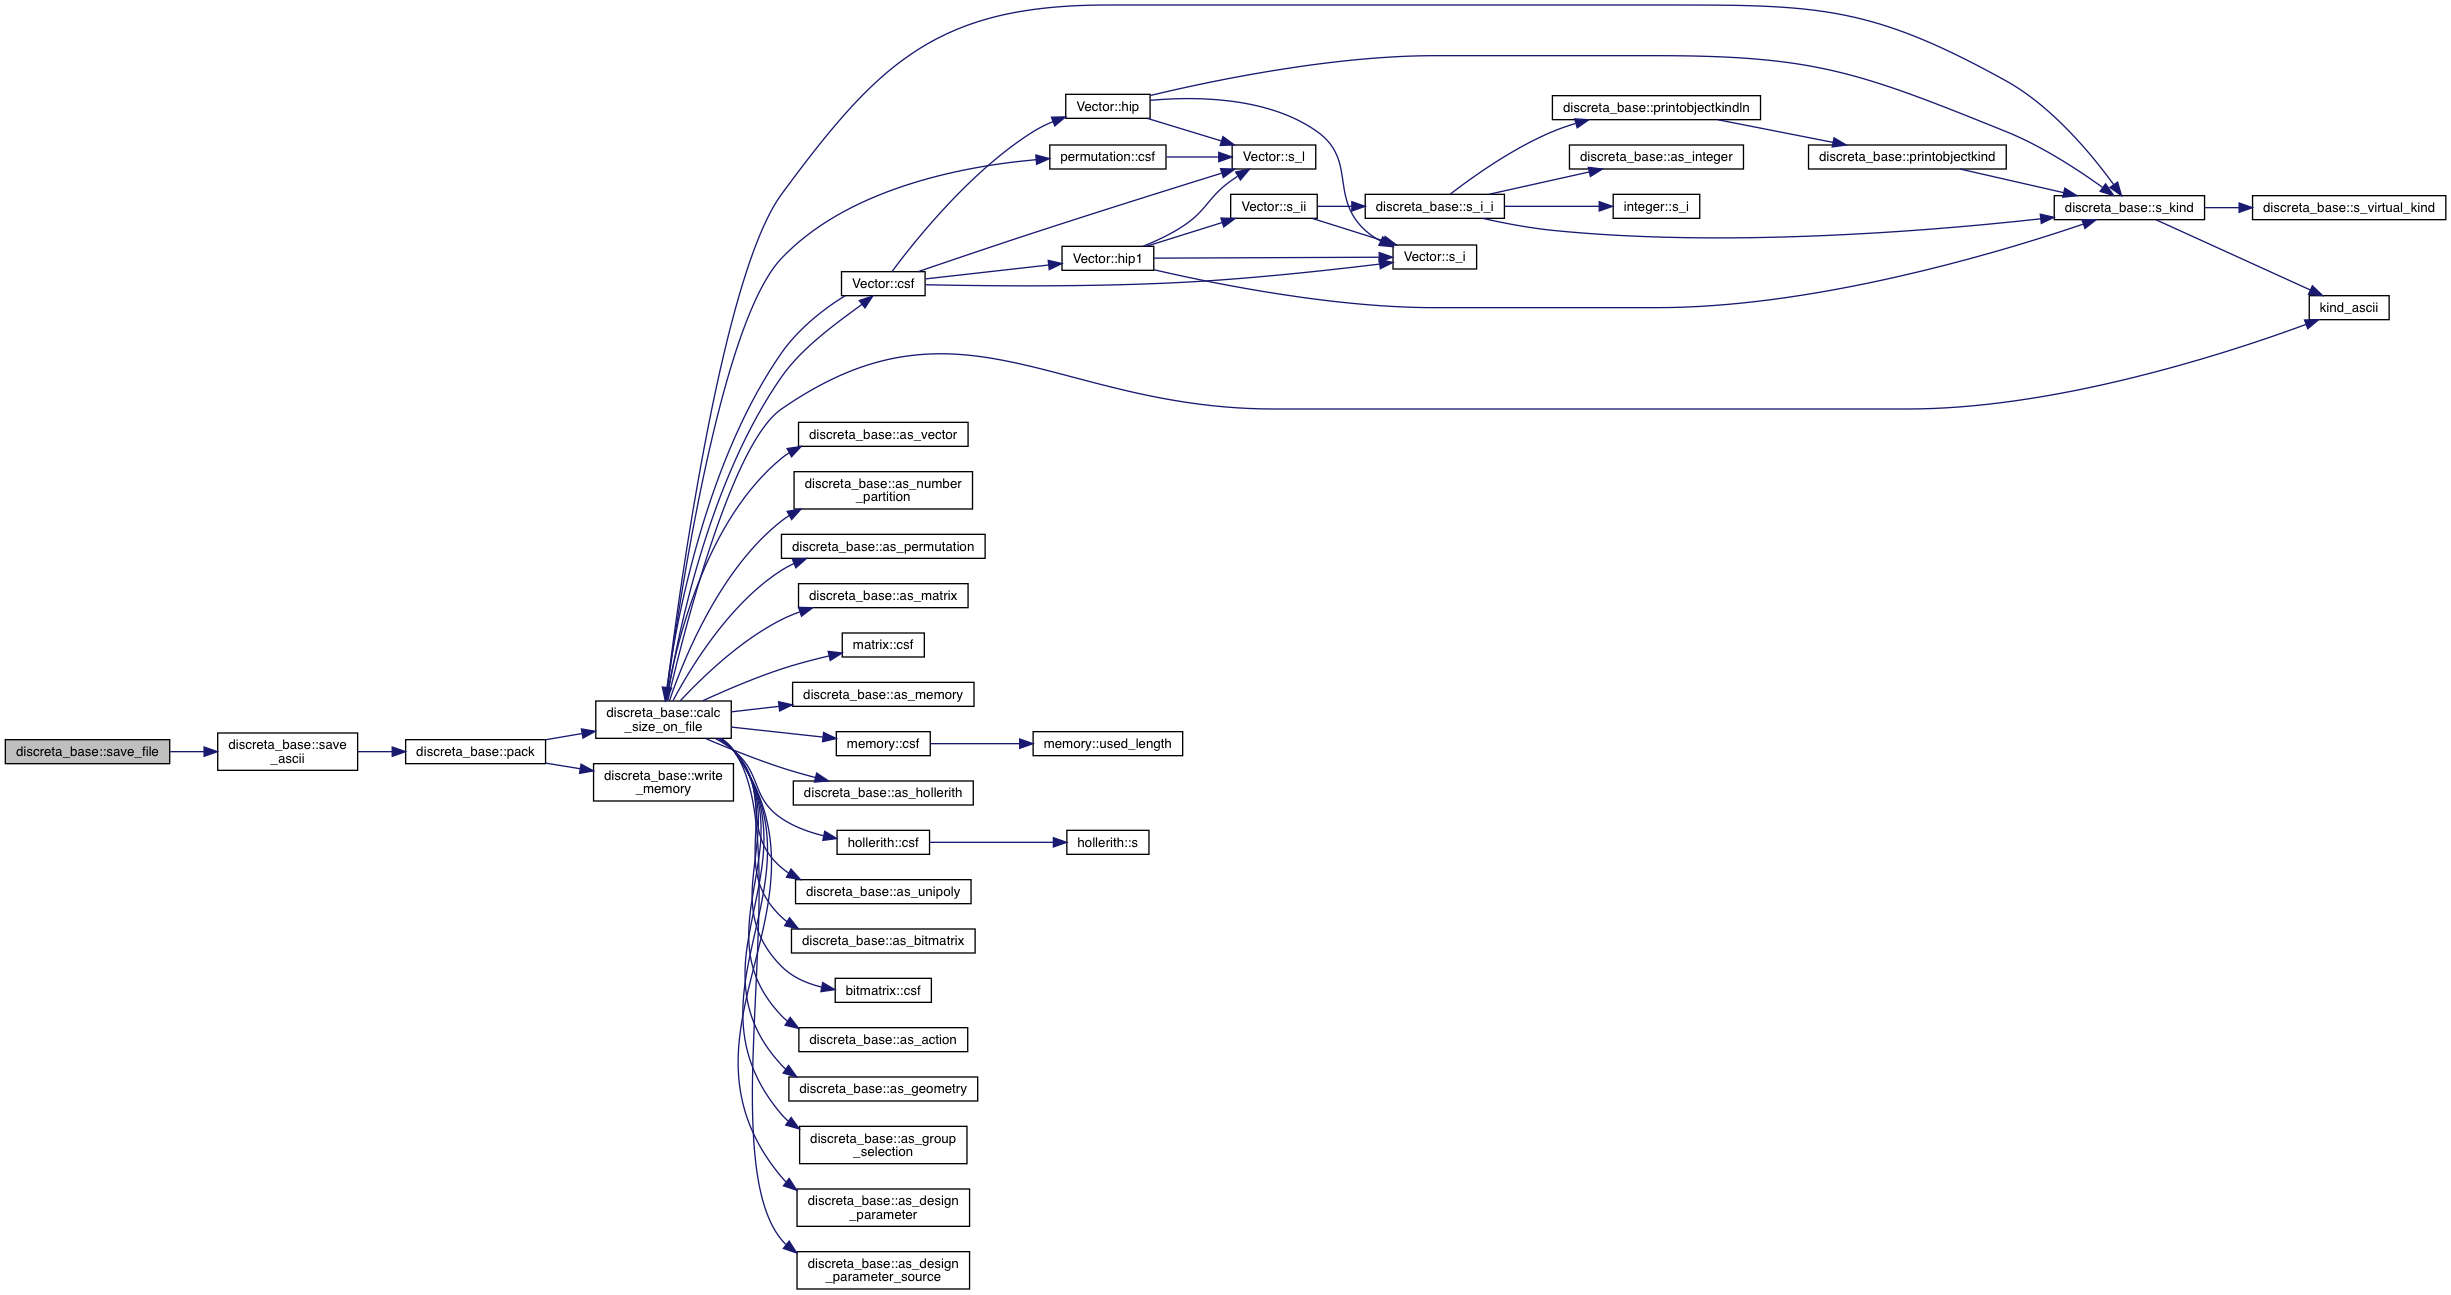 discreta_base::save_file
discreta_base::save
_ascii
discreta_base::pack
discreta_base::calc
_size_on_file
discreta_base::write
_memory
Vector::csf
discreta_base::as_vector
discreta_base::as_number
_partition
discreta_base::as_permutation
discreta_base::as_matrix
matrix::csf
discreta_base::as_memory
memory::csf
discreta_base::as_hollerith
hollerith::csf
discreta_base::as_unipoly
discreta_base::as_bitmatrix
bitmatrix::csf
discreta_base::as_action
discreta_base::as_geometry
discreta_base::as_group
_selection
discreta_base::as_design
_parameter
discreta_base::as_design
_parameter_source
Vector::hip
permutation::csf
Vector::hip1
memory::used_length
hollerith::s
Vector::s_l
Vector::s_ii
discreta_base::s_i_i
Vector::s_i
discreta_base::printobjectkindln
discreta_base::as_integer
integer::s_i
discreta_base::printobjectkind
discreta_base::s_kind
discreta_base::s_virtual_kind
kind_ascii